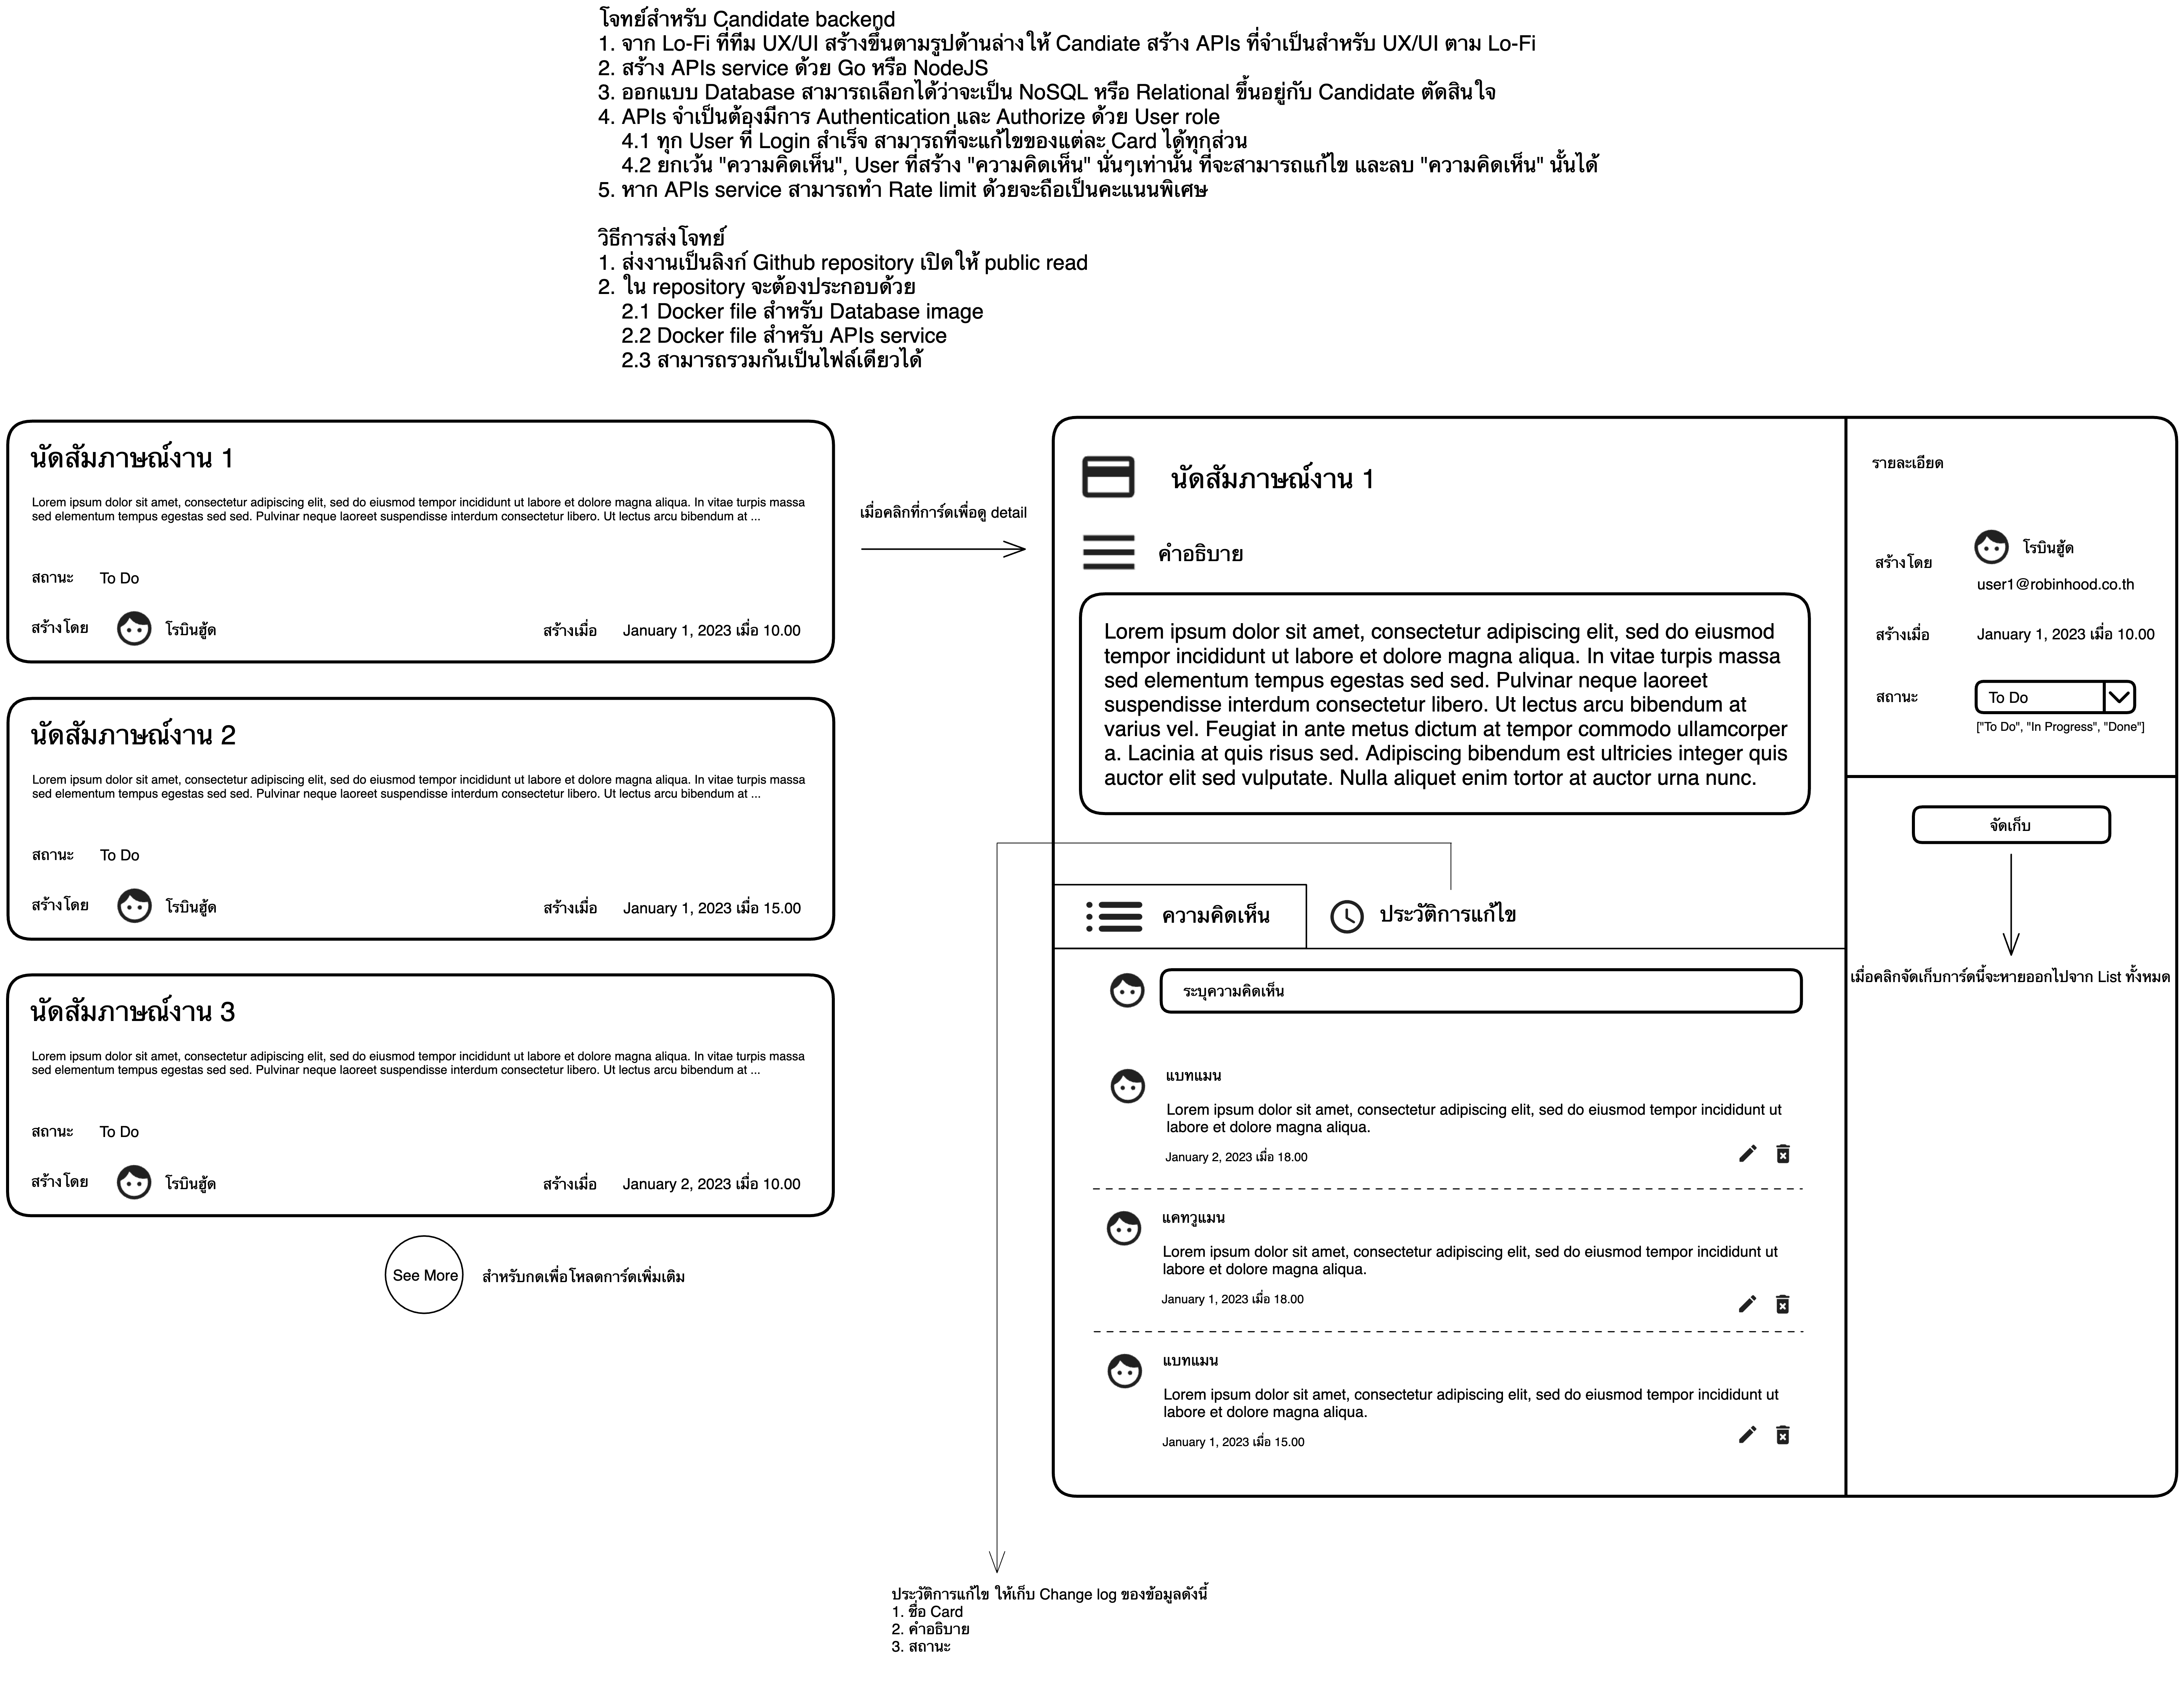 โจทย์สำหรับ Candidate backend
1. จาก Lo-Fi ที่ทีม UX/UI สร้างขึ้นตามรูปด้านล่างให้ Candiate สร้าง APIs ที่จำเป็นสำหรับ UX/UI ตาม Lo-Fi
2. สร้าง APIs service ด้วย Go หรือ NodeJS
3. ออกแบบ Database สามารถเลือกได้ว่าจะเป็น NoSQL หรือ Relational ขึ้นอยู่กับ Candidate ตัดสินใจ
4. APIs จำเป็นต้องมีการ Authentication และ Authorize ด้วย User role
4.1 ทุก User ที่ Login สำเร็จ สามารถที่จะแก้ไขของแต่ละ Card ได้ทุกส่วน
4.2 ยกเว้น "ความคิดเห็น", User ที่สร้าง "ความคิดเห็น" นั่นๆเท่านั้น ที่จะสามารถแก้ไข และลบ "ความคิดเห็น" นั้นได้
5. หาก APIs service สามารถทำ Rate limit ด้วยจะถือเป็นคะแนนพิเศษ
วิธีการส่งโจทย์
1. ส่งงานเป็นลิงก์ Github repository เปิดให้ public read
2. ใน repository จะต้องประกอบด้วย
2.1 Docker file สำหรับ Database image
2.2 Docker file สำหรับ APIs service
2.3 สามารถรวมกันเป็นไฟล์เดียวได้
นัดสัมภาษณ์งาน 1
Lorem ipsum dolor sit amet, consectetur adipiscing elit, sed do eiusmod tempor incididunt ut labore et dolore magna aliqua. In vitae turpis massa
sed elementum tempus egestas sed sed. Pulvinar neque laoreet suspendisse interdum consectetur libero. Ut lectus arcu bibendum at ...
สถานะ To Do
สร้างโดย โรบินฮู้ด สร้างเมื่อ January 1, 2023 เมื่อ 10.00
นัดสัมภาษณ์งาน 2
Lorem ipsum dolor sit amet, consectetur adipiscing elit, sed do eiusmod tempor incididunt ut labore et dolore magna aliqua. In vitae turpis massa
sed elementum tempus egestas sed sed. Pulvinar neque laoreet suspendisse interdum consectetur libero. Ut lectus arcu bibendum at ...
สถานะ To Do
สร้างโดย โรบินฮู้ด สร้างเมื่อ January 1, 2023 เมื่อ 15.00
นัดสัมภาษณ์งาน 3
Lorem ipsum dolor sit amet, consectetur adipiscing elit, sed do eiusmod tempor incididunt ut labore et dolore magna aliqua. In vitae turpis massa
sed elementum tempus egestas sed sed. Pulvinar neque laoreet suspendisse interdum consectetur libero. Ut lectus arcu bibendum at ...
สถานะ To Do
สร้างโดย โรบินฮู้ด สร้างเมื่อ January 2, 2023 เมื่อ 10.00
See More สำหรับกดเพื่อโหลดการ์ดเพิ่มเติม
เมื่อคลิกที่การ์ดเพื่อดู detail
นัดสัมภาษณ์งาน 1
คำอธิบาย
Lorem ipsum dolor sit amet, consectetur adipiscing elit, sed do eiusmod
tempor incididunt ut labore et dolore magna aliqua. In vitae turpis massa
sed elementum tempus egestas sed sed. Pulvinar neque laoreet
suspendisse interdum consectetur libero. Ut lectus arcu bibendum at
varius vel. Feugiat in ante metus dictum at tempor commodo ullamcorper
a. Lacinia at quis risus sed. Adipiscing bibendum est ultricies integer quis
auctor elit sed vulputate. Nulla aliquet enim tortor at auctor urna nunc.
ความคิดเห็น ประวัติการแก้ไข
ระบุความคิดเห็น
แบทแมน
Lorem ipsum dolor sit amet, consectetur adipiscing elit, sed do eiusmod tempor incididunt ut
labore et dolore magna aliqua.
January 2, 2023 เมื่อ 18.00
แคทวูแมน
Lorem ipsum dolor sit amet, consectetur adipiscing elit, sed do eiusmod tempor incididunt ut
labore et dolore magna aliqua.
January 1, 2023 เมื่อ 18.00
แบทแมน
Lorem ipsum dolor sit amet, consectetur adipiscing elit, sed do eiusmod tempor incididunt ut
labore et dolore magna aliqua.
January 1, 2023 เมื่อ 15.00
รายละเอียด
สร้างโดย โรบินฮู้ด
user1@robinhood.co.th
สร้างเมื่อ January 1, 2023 เมื่อ 10.00
สถานะ To Do
["To Do", "In Progress", "Done"]
จัดเก็บ
เมื่อคลิกจัดเก็บการ์ดนี้จะหายออกไปจาก List ทั้งหมด
ประวัติการแก้ไข ให้เก็บ Change log ของข้อมูลดังนี้
1. ชื่อ Card
2. คำอธิบาย
3. สถานะ